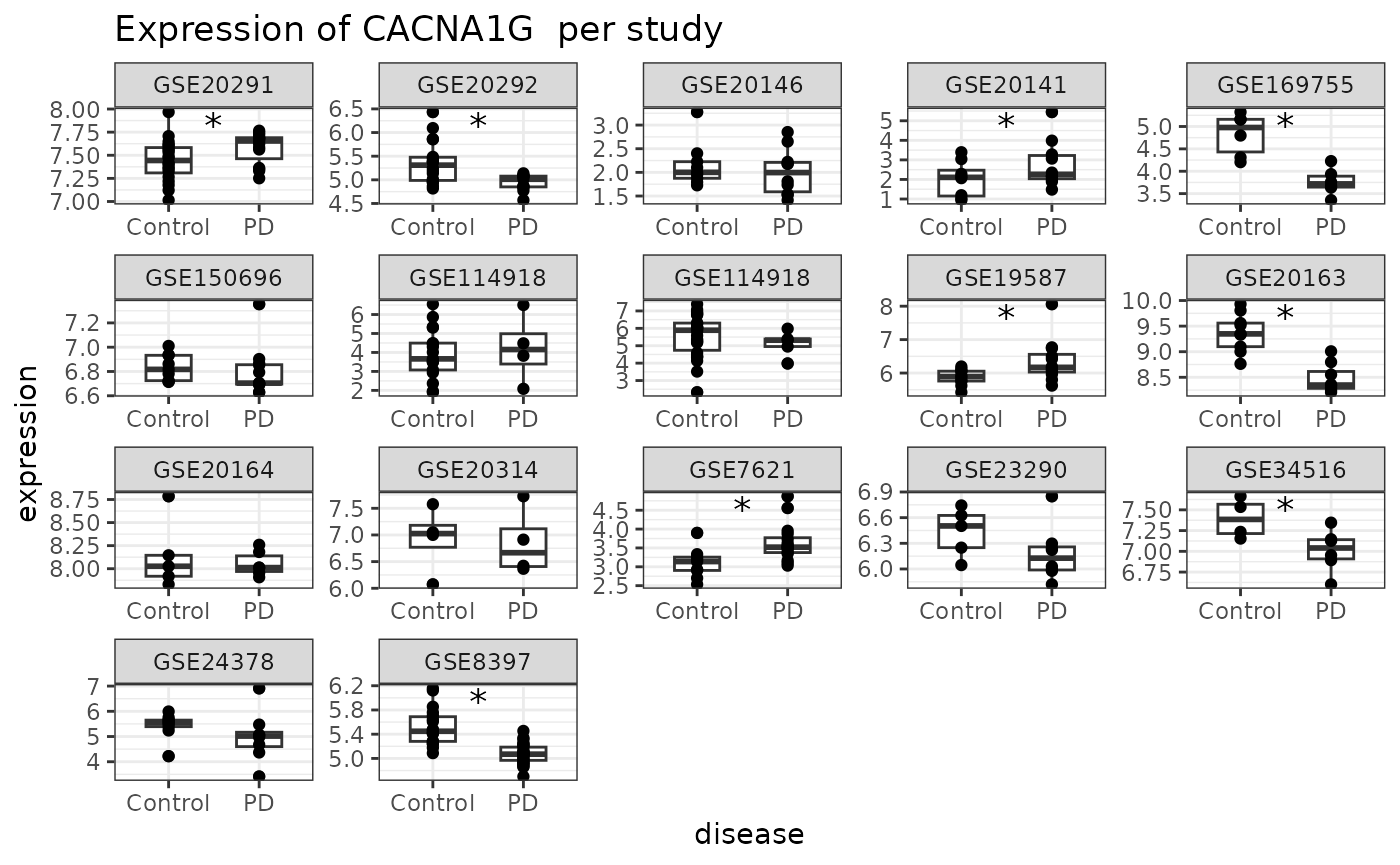 Expression of CACNA1G  per study
GSE20291 GSE20292 GSE20146 GSE20141 GSE169755
8.00 7.75 7.50 7.25 7.00
*
6.5 6.0 5.5 5.0 4.5
*
3.0 2.5 2.0 1.5
5 4 3 2 1
*
5.0 4.5 4.0 3.5
*
Control PD Control PD Control PD Control PD Control PD
GSE150696 GSE114918 GSE114918 GSE19587 GSE20163
7.2 7.0 6.8 6.6
6 5 4 3 2
7 6 5 4 3
8 7 6
*
10.0 9.5 9.0 8.5
*
Control PD Control PD Control PD Control PD Control PD
expression
GSE20164 GSE20314 GSE7621 GSE23290 GSE34516
8.75 8.50 8.25 8.00
7.5 7.0 6.5 6.0
4.5 4.0 3.5 3.0 2.5
*
6.9 6.6 6.3 6.0
7.50 7.25 7.00 6.75
*
Control PD Control PD Control PD Control PD Control PD
GSE24378 GSE8397
7 6 5 4
6.2 5.8 5.4 5.0
*
Control PD Control PD
disease